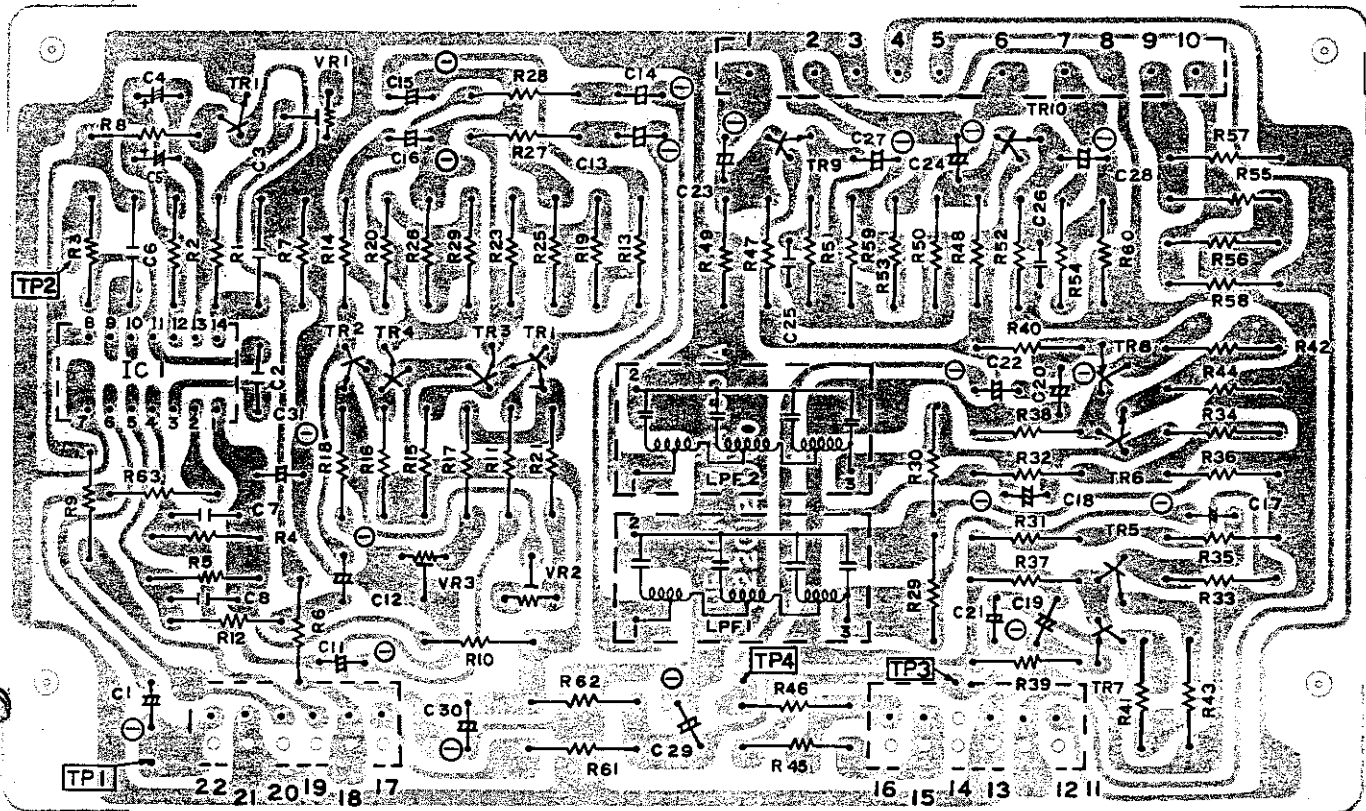 1 2 3 4 5 6 7 8 9 10
C4 TR1 VR1 C15 R28 C14
TR10
R8 C3 C16 R27 C13 TR9 C27 C24 C28 R57
C5 C23 R55
R3 C6 R2 R1 R7 R14 R20 R28 R29 R23 R25 R19 R13 R49 R47 R51 R59 R53 R50 R48 R52 C26 R54 R60 R56
TP2 R58
C25
8 9 10 11 12 13 14 TR2 TR4 TR3 TR1 R40 TR8 R42
IC1 C2 C22 C20 R44
2 2
7 6 5 4 3 2 1 C31 R38 R34
R63 R18 R16 R15 R17 R11 R21 R30 R32 TR6 R36
1 LPF2 3
R9 C7 C18 C17
R4 2 R31 TR5 R35
R5 VR3 VR2 R29 R37 R33
C8 C12 C21 C19
R12 R6 1 LPF1 3
C11 R10 TP4 TP3 R39 TR7 R41 R43
C1 R62 R46
C30 C29
TP1 R61 R45
22 21 20 19 18 17 16 15 14 13 12 11